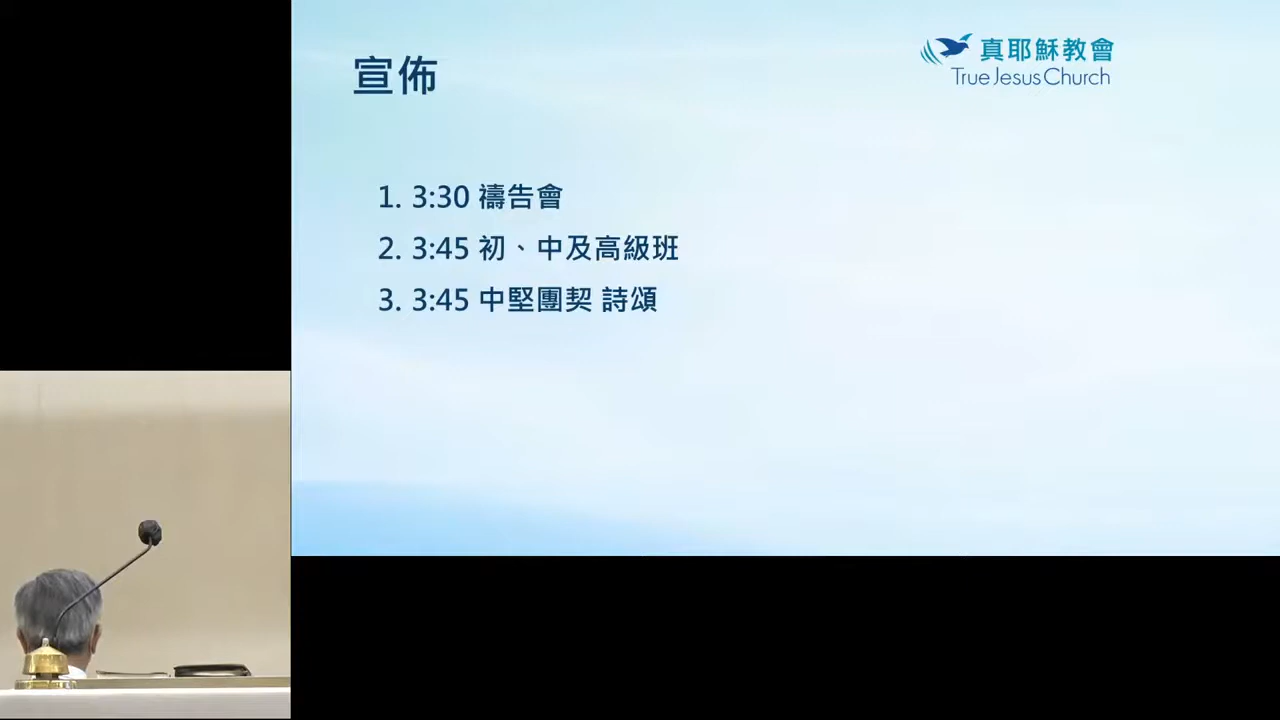 宣佈
真耶穌教會
True Jesus Church
1. 3:30 禱告會
2. 3:45 初、中及高級班
3. 3:45 中堅團契 詩頌